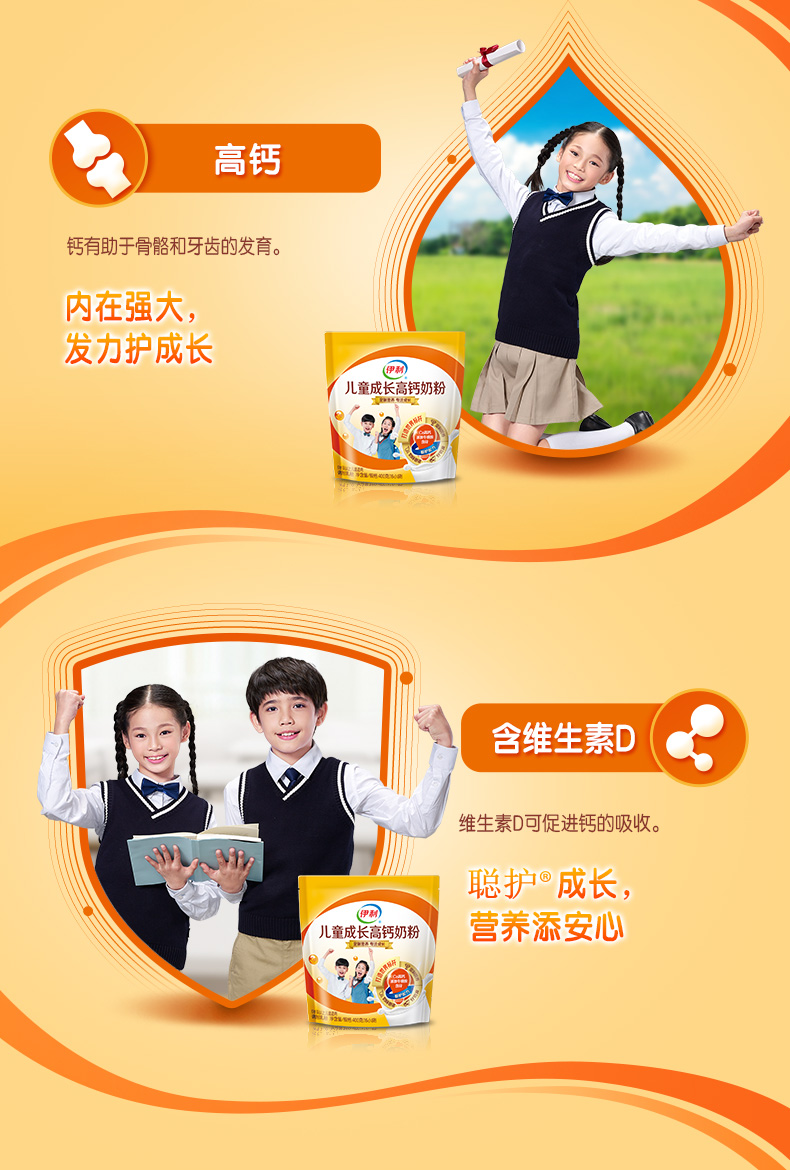 高钙
钙有助于骨骼和牙齿的发育。
内在强大，
发力护成长
伊利
儿童成长高钙奶粉
含维生素D
维生素D可促进钙的吸收。
聪护®成长，
营养添安心
伊利
儿童成长高钙奶粉